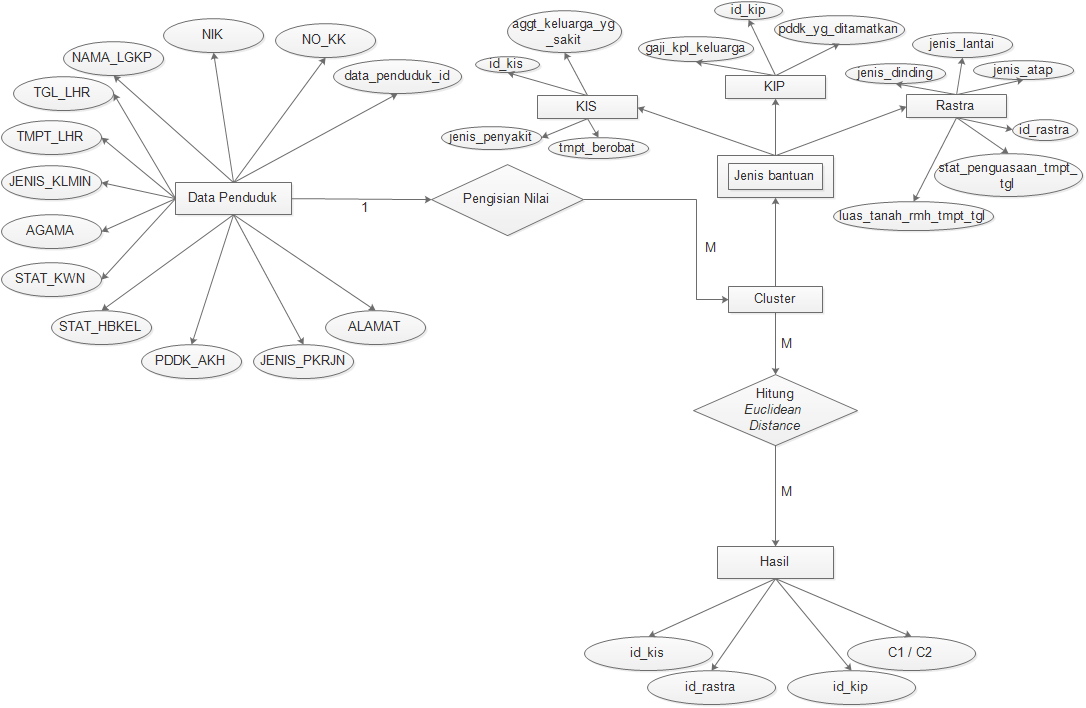 NIK
NO_KK
NAMA_LGKP
data_penduduk_id
TGL_LHR
TMPT_LHR
JENIS_KLMIN
AGAMA
STAT_KWN
STAT_HBKEL
PDDK_AKH
JENIS_PKRJN
ALAMAT
Data Penduduk
1
Pengisian Nilai
M
aggt_keluarga_yg
_sakit
id_kis
KIS
jenis_penyakit
tmpt_berobat
id_kip
pddk_yg_ditamatkan
gaji_kpl_keluarga
KIP
jenis_lantai
jenis_dinding
jenis_atap
Rastra
id_rastra
stat_penguasaan_tmpt_
tgl
luas_tanah_rmh_tmpt_tgl
Jenis bantuan
Cluster
M
Hitung
Euclidean
Distance
M
Hasil
id_kis
id_rastra
id_kip
C1 / C2